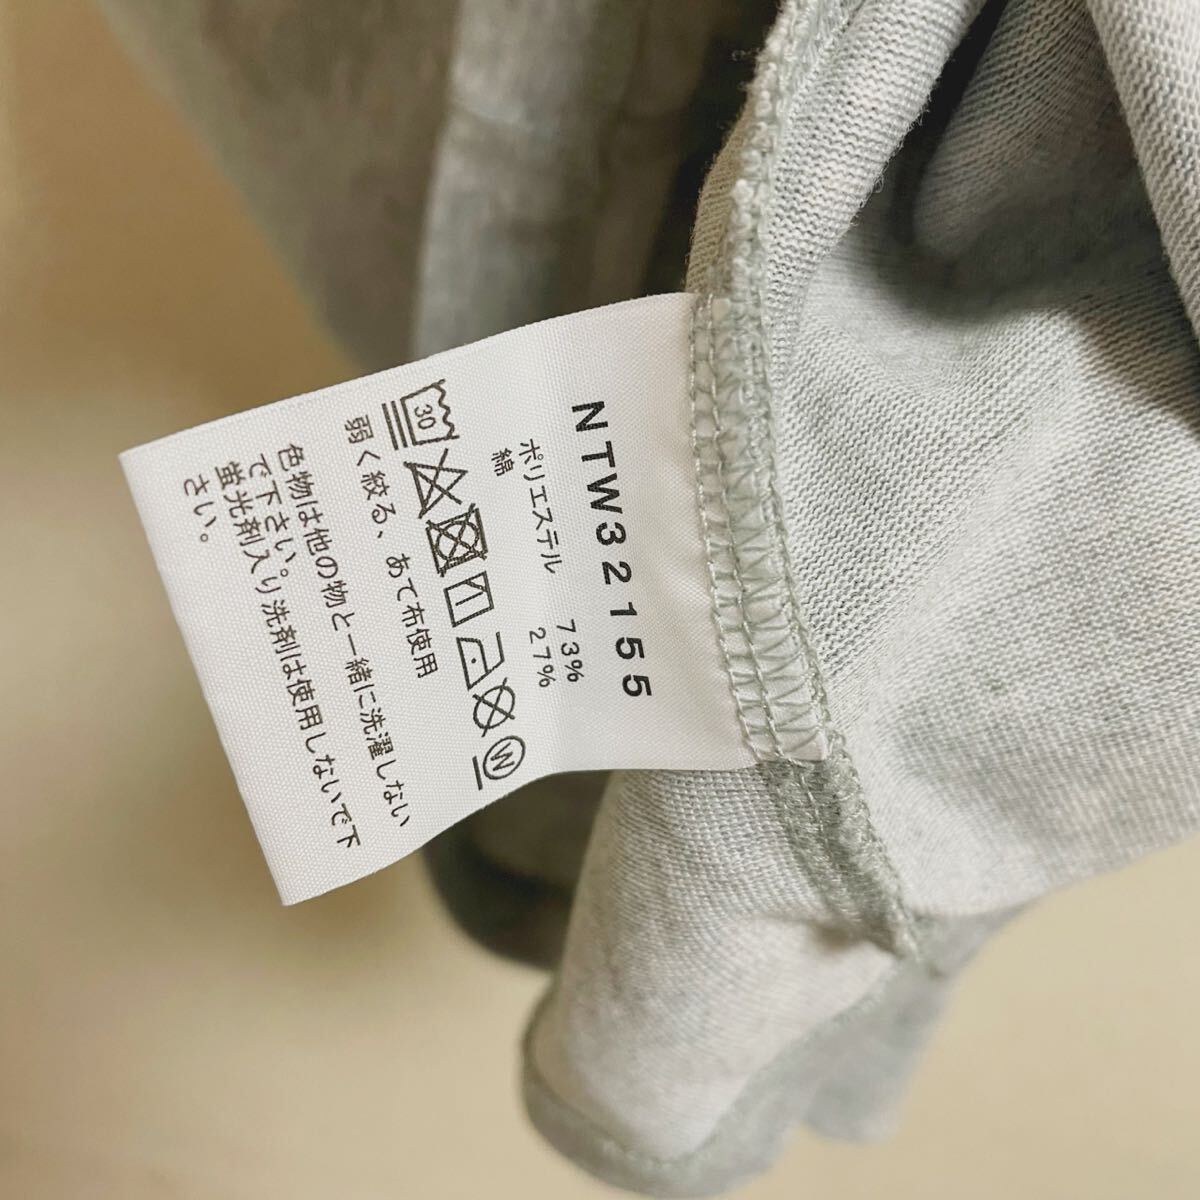 NTW32155
ポリエステル 73%
綿 27%
30
W
弱く絞る、あて布使用
色物は他の物と一緒に洗濯しない
で下さい。
蛍光剤入り洗剤は使用しないで下
さい。